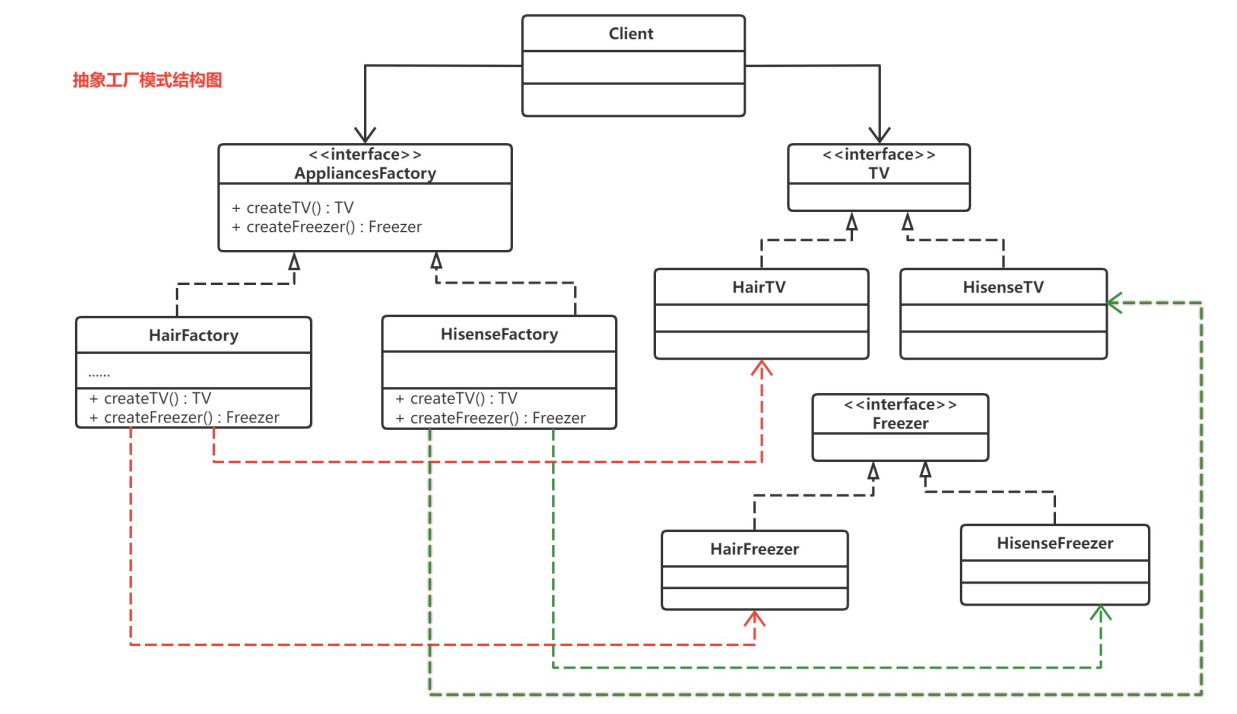 Client
抽象工厂模式结构图
<<interface>>
AppliancesFactory
+ createTV() : TV
+ createFreezer() : Freezer
<<interface>>
TV
HairTV
HisenseTV
HairFactory
......
+ createTV() : TV
+ createFreezer() : Freezer
HisenseFactory
+ createTV() : TV
+ createFreezer() : Freezer
<<interface>>
Freezer
HairFreezer
HisenseFreezer